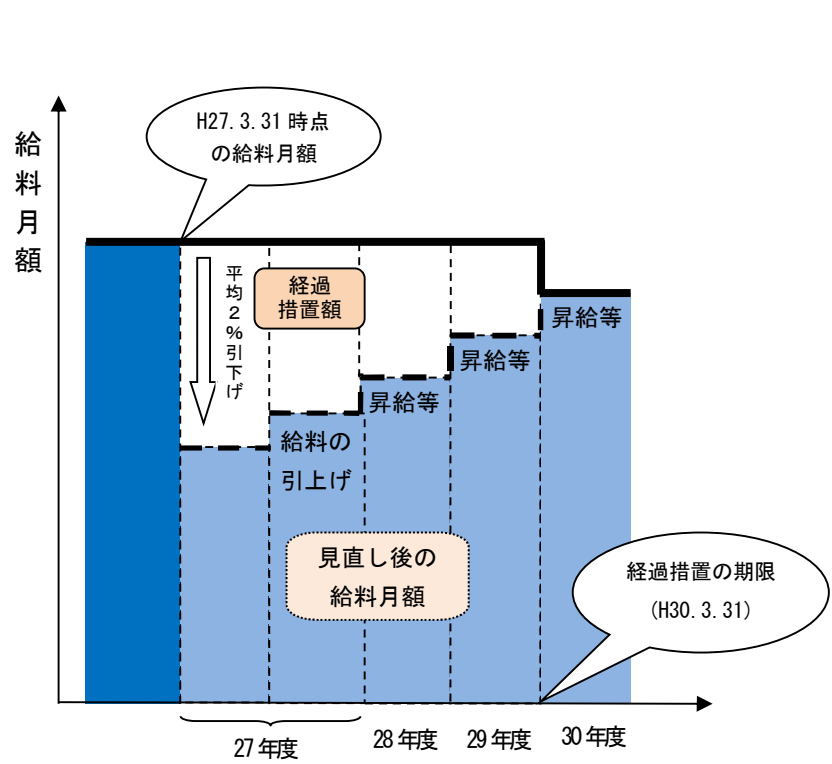 H27.3.31 時点
の給料月額
給料月額
平均２％引下げ
経過
措置額
昇給等
昇給等
昇給等
給料の
引上げ
見直し後の
給料月額
経過措置の期限
(H30.3.31)
27 年度
28 年度
29 年度
30 年度